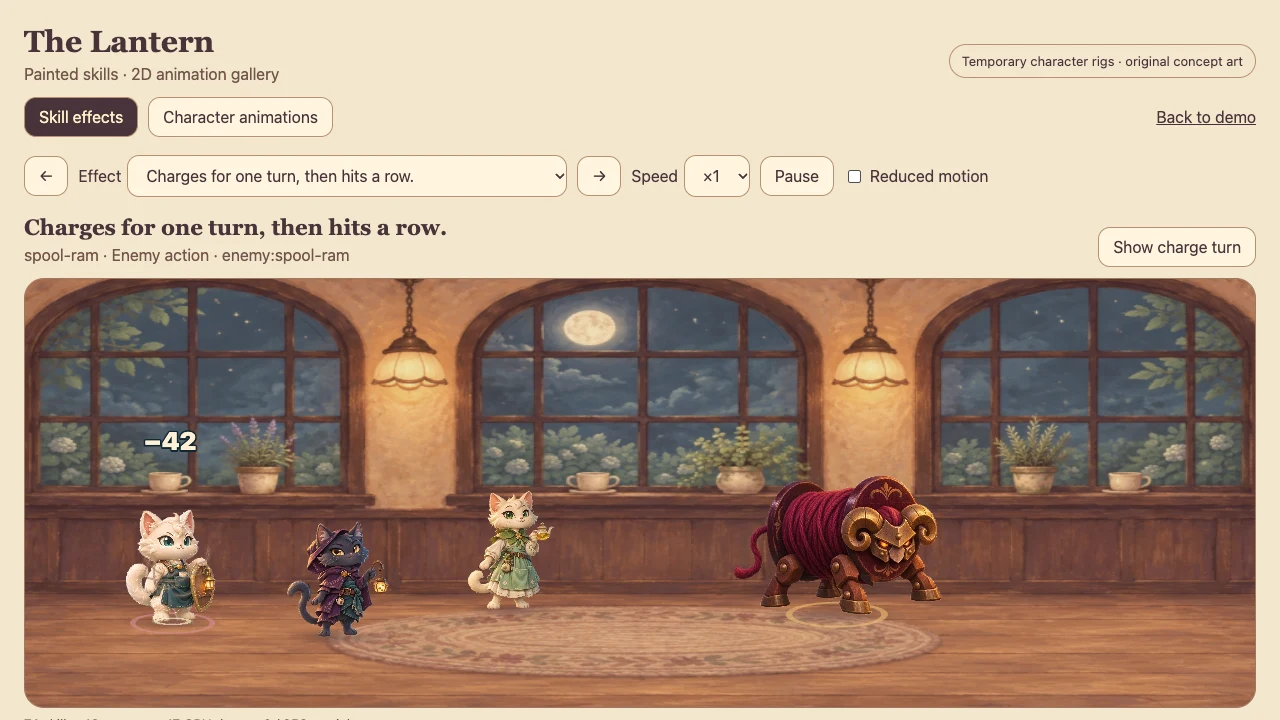 The Lantern
Painted skills · 2D animation gallery
Temporary character rigs · original concept art
Skill effects
Character animations
Back to demo
← Effect Charges for one turn, then hits a row. → Speed ×1 Pause Reduced motion
Charges for one turn, then hits a row.
spool-ram · Enemy action · enemy:spool-ram
Show charge turn
−42